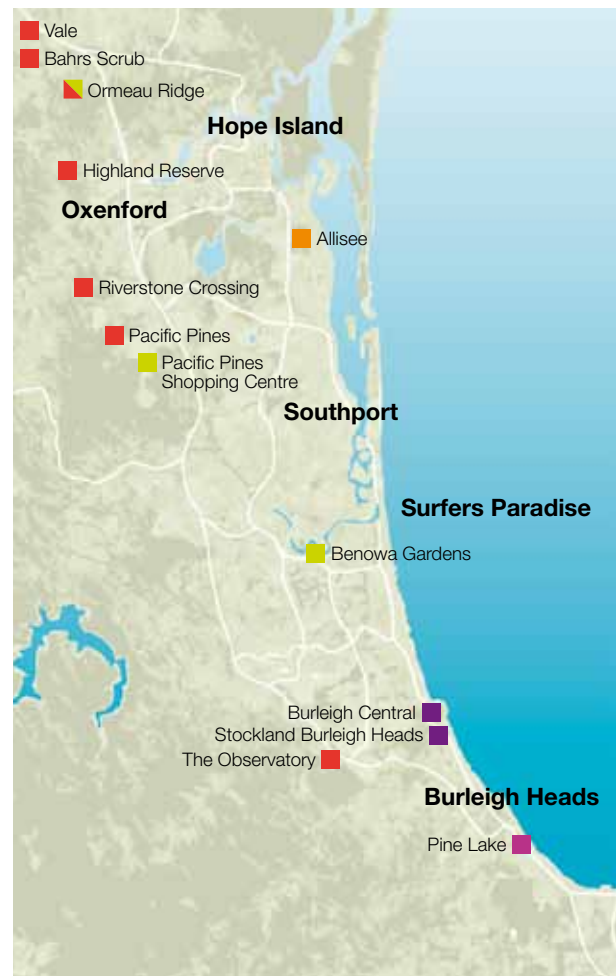 Vale
Bahrs Scrub
Ormeau Ridge
Hope Island
Highland Reserve
Oxenford
Allisee
Riverstone Crossing
Pacific Pines
Pacific Pines
Shopping Centre
Southport
Surfers Paradise
Benowa Gardens
Burleigh Central
Stockland Burleigh Heads
The Observatory
Burleigh Heads
Pine Lake